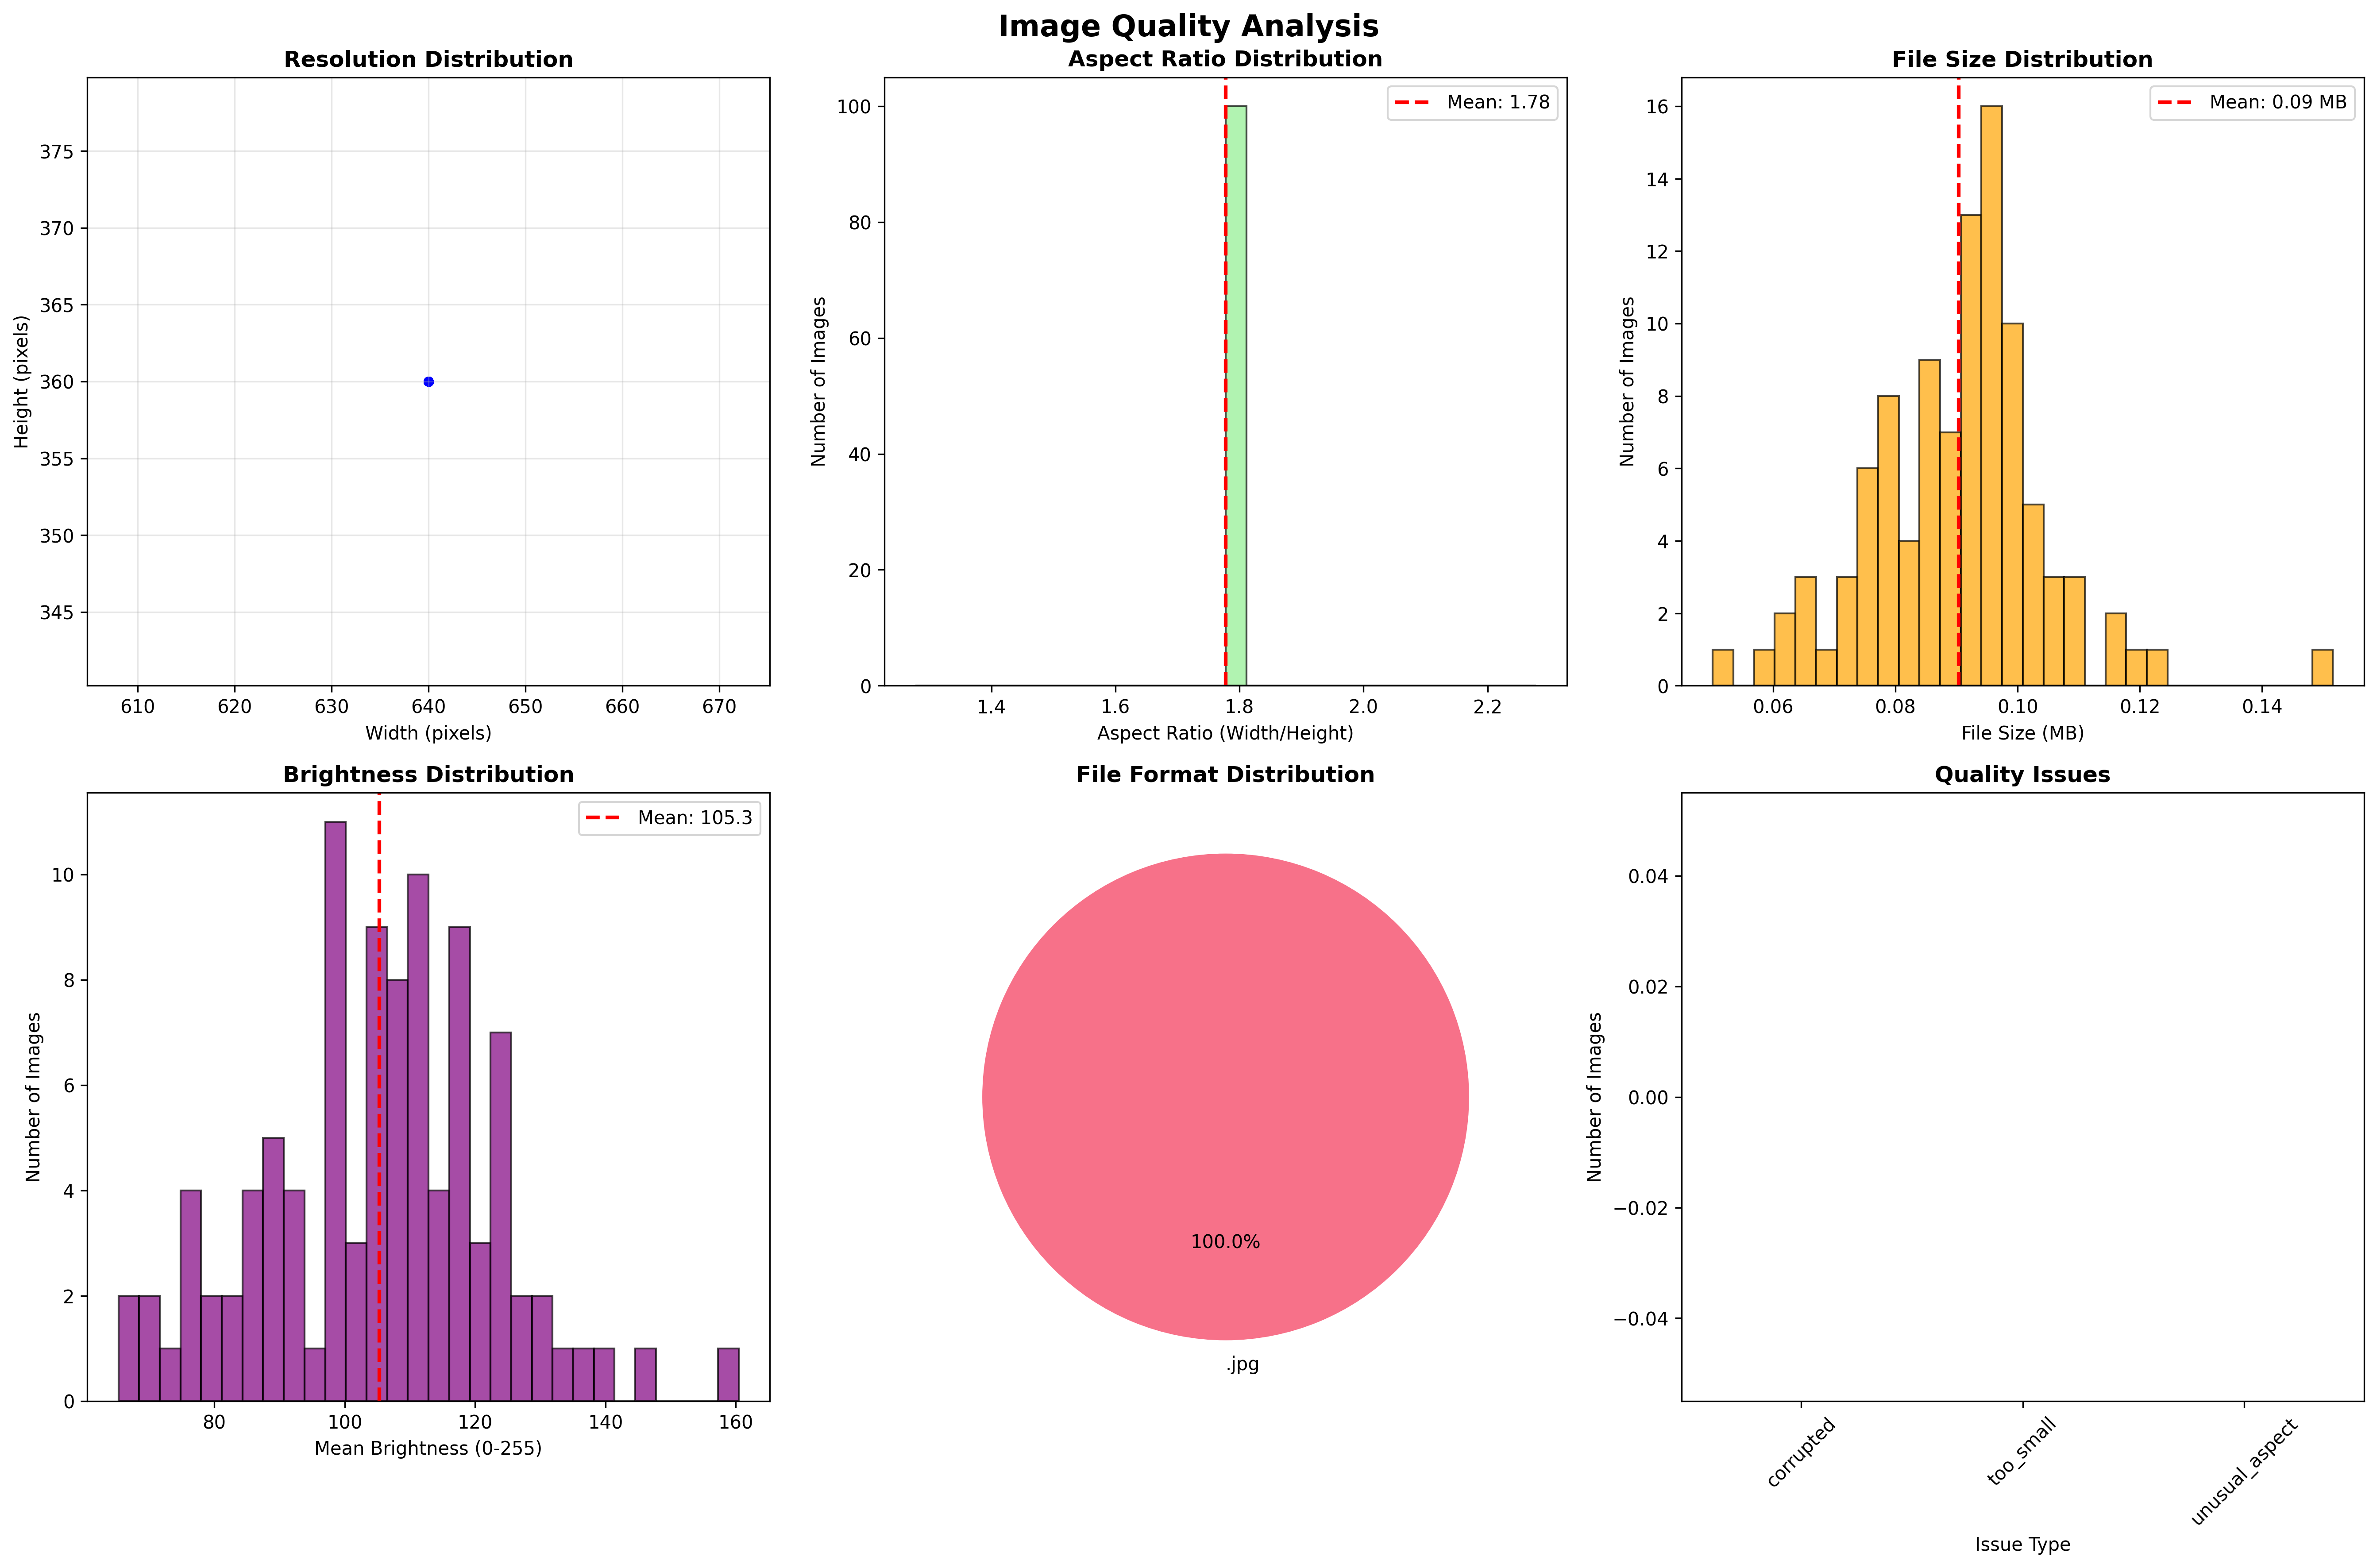 Image Quality Analysis
Resolution Distribution
375
370
365
360
355
350
345
Height (pixels)
610 620 630 640 650 660 670
Width (pixels)
Aspect Ratio Distribution
Mean: 1.78
100
80
60
40
20
0
Number of Images
1.4 1.6 1.8 2.0 2.2
Aspect Ratio (Width/Height)
File Size Distribution
Mean: 0.09 MB
16
14
12
10
8
6
4
2
0
Number of Images
0.06 0.08 0.10 0.12 0.14
File Size (MB)
Brightness Distribution
Mean: 105.3
10
8
6
4
2
0
Number of Images
80 100 120 140 160
Mean Brightness (0-255)
File Format Distribution
100.0%
.jpg
Quality Issues
0.04
0.02
0.00
−0.02
−0.04
Number of Images
corrupted
too_small
unusual_aspect
Issue Type